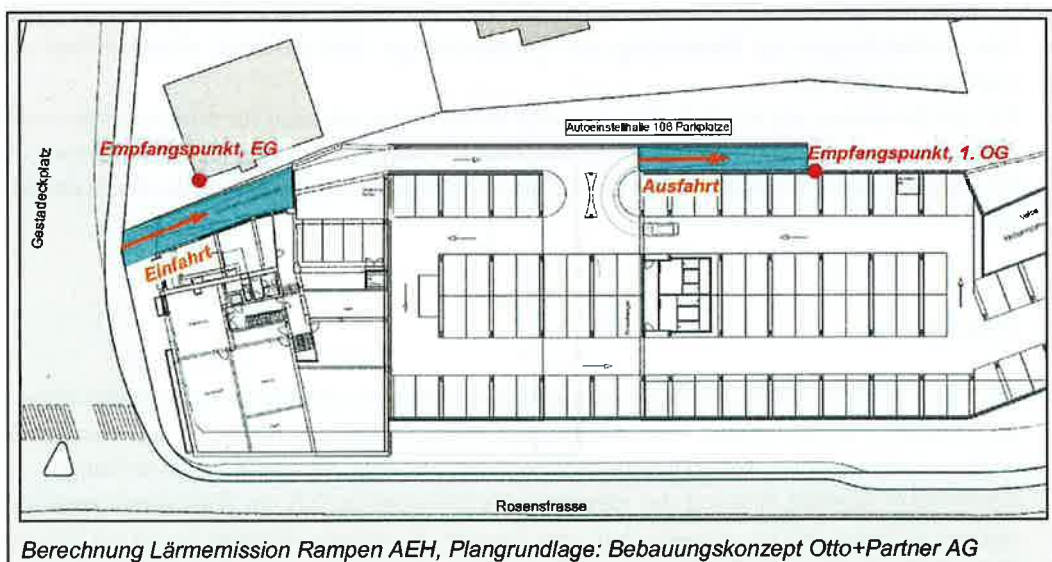 Autoeinstellhalle 106 Parkplätze
Empfangspunkt, EG
Empfangspunkt, 1. OG
Ausfahrt
Gestadeckplatz
Einfahrt
Rosenstrasse
Berechnung Lärmemission Rampen AEH, Plangrundlage: Bebauungskonzept Otto+Partner AG